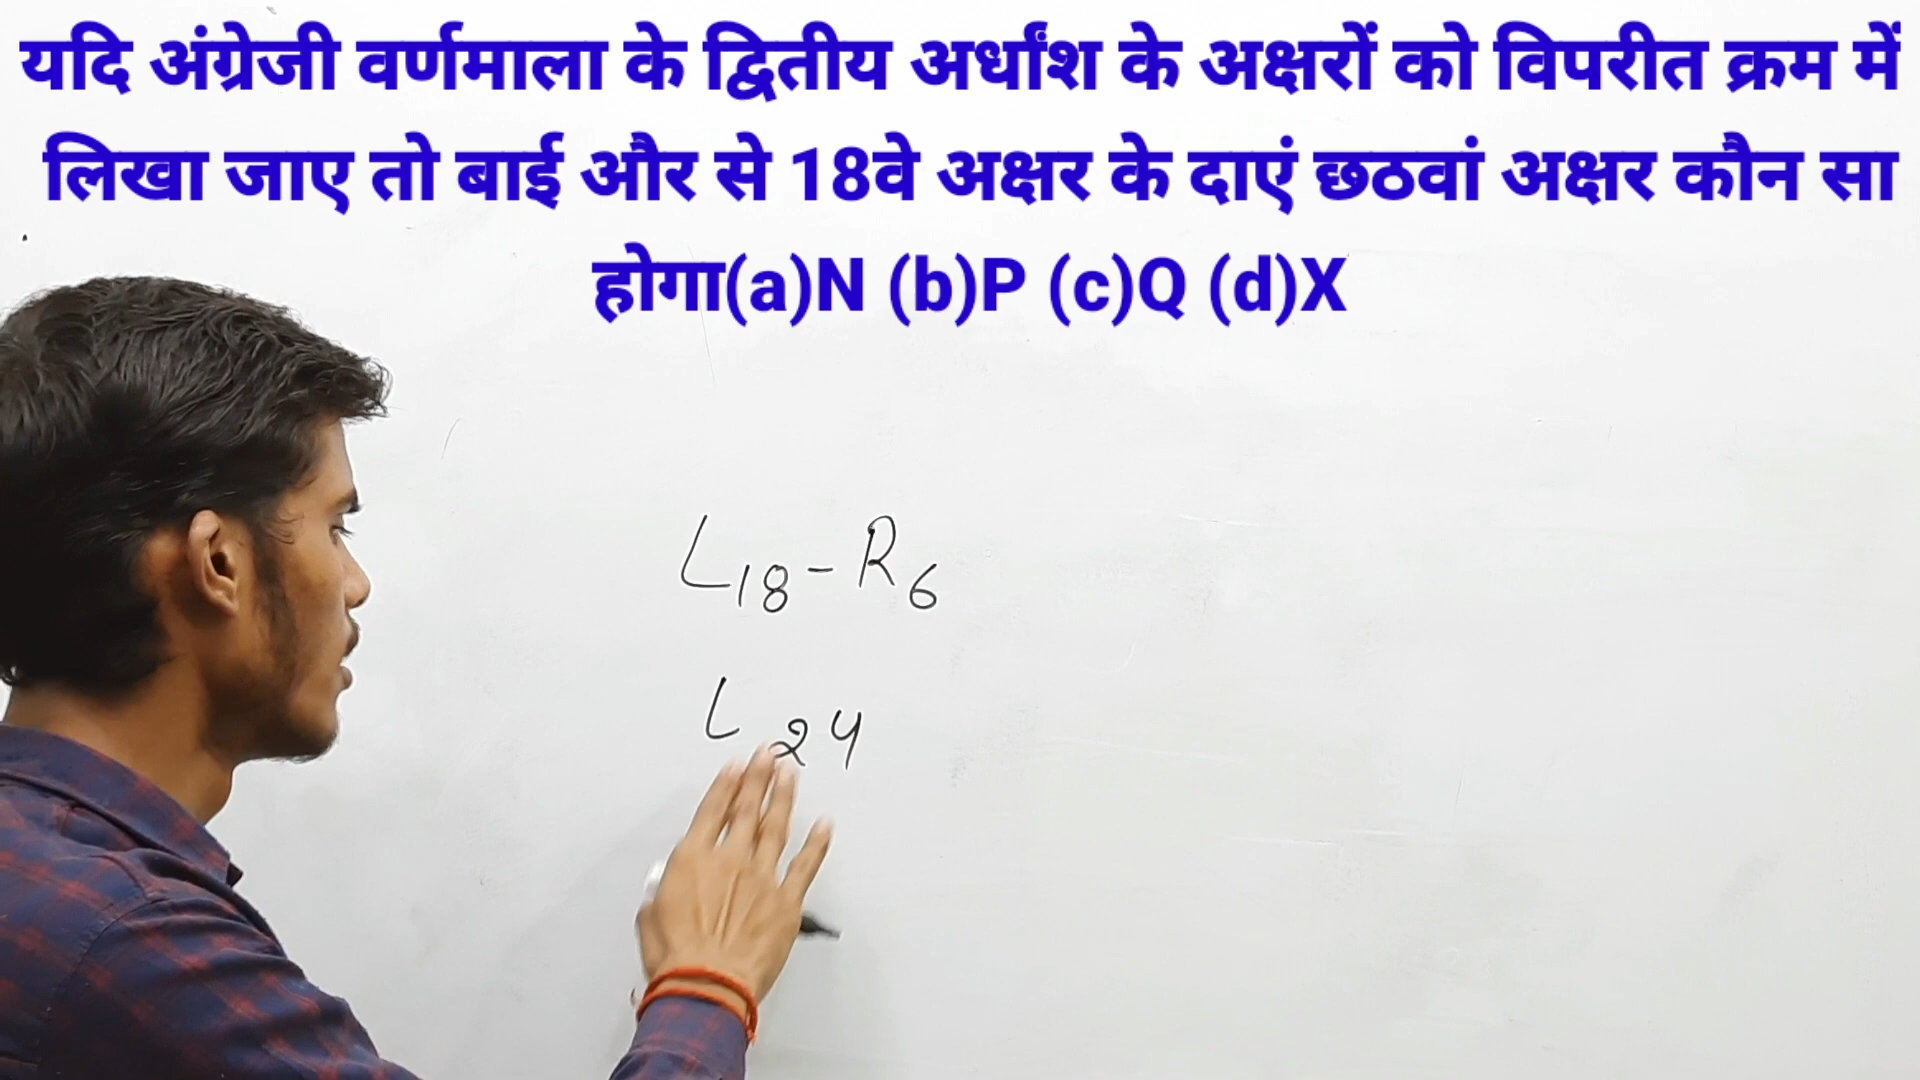 यदि अंग्रेजी वर्णमाला के द्वितीय अर्धांश के अक्षरों को विपरीत क्रम में
लिखा जाए तो बाई और से 18वे अक्षर के दाएं छठवां अक्षर कौन सा
होगा(a)N (b)P (c)Q (d)X
L18-R6
L24